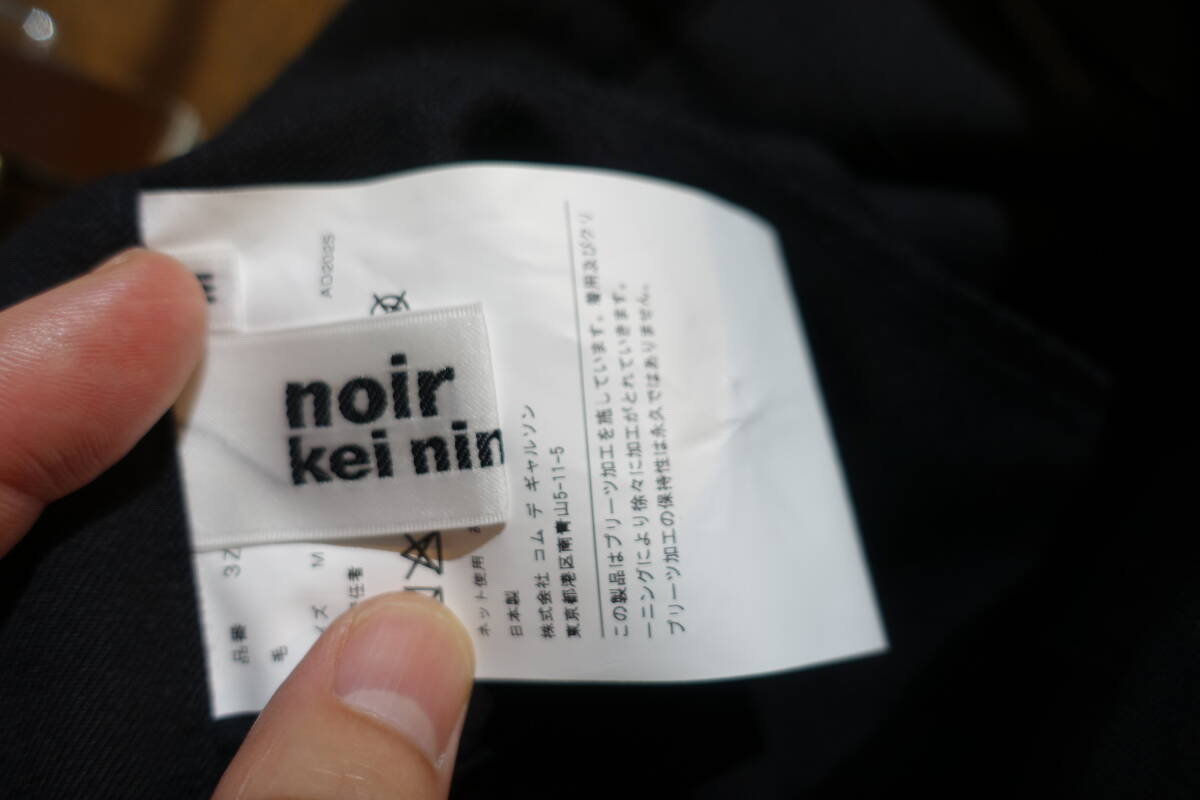 noir
kei nin
AD2025
品番 3Z
毛
M
ネット使用
日本製
株式会社 コム デ ギャルソン
東京都港区南青山5-11-5
この製品はプリーツ加工を施しています。着用及びクリ
ーニングにより徐々に加工がとれていきます。
プリーツ加工の保持性は永久ではありません。